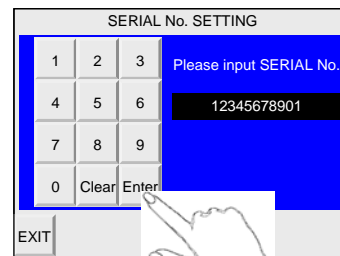 SERIAL No. SETTING
1 2 3
Please input SERIAL No.
4 5 6
12345678901
7 8 9
0 Clear Enter
EXIT